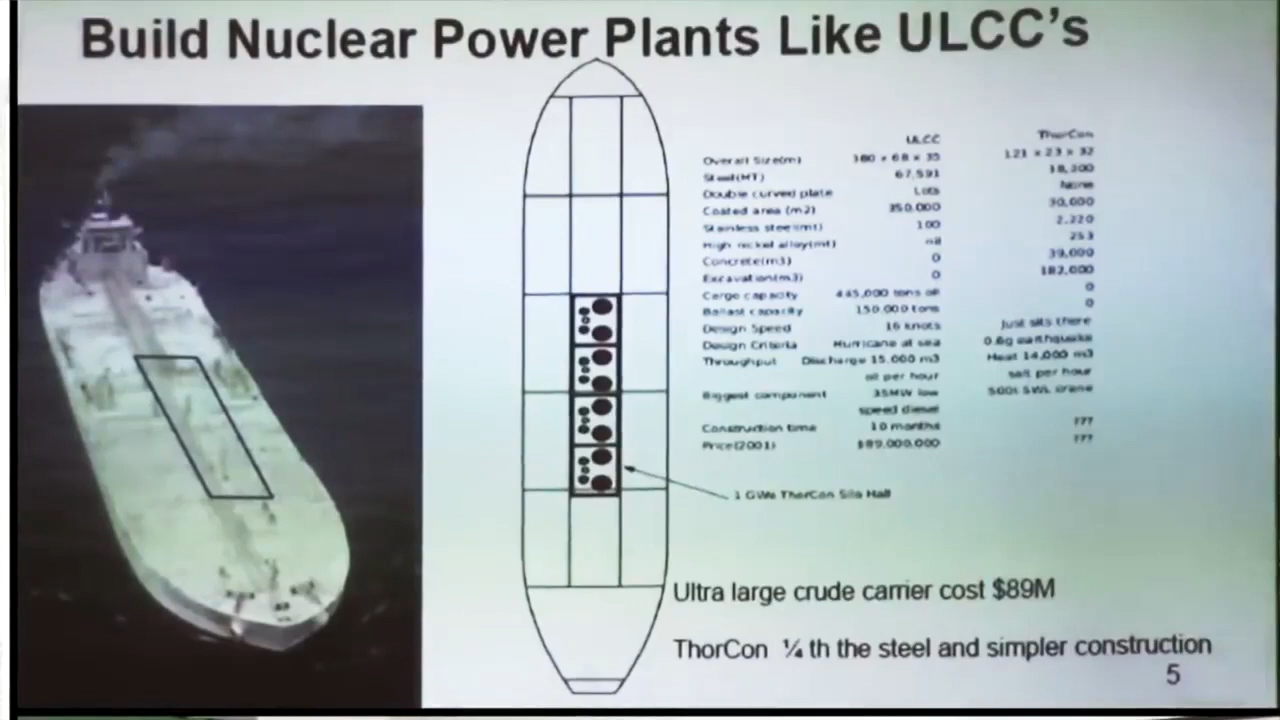 Build Nuclear Power Plants Like ULCC's
ULCC ThorCon
Overall Size(m) 380 x 68 x 35 121 x 23 x 32
Steel(MT) 67,591 18,300
Double curved plate Lots None
Coated area (m2) 350,000 30,000
Stainless steel(mt) 100 2,220
High nickel alloy(mt) nil 253
Concrete(m3) 0 39,000
Excavation(m3) 0 182,000
Cargo capacity 445,000 tons oil 0
Ballast capacity 150,000 tons 0
Design Speed 16 knots Just sits there
Design Criteria Hurricane at sea 0.6g earthquake
Throughput Discharge 15,000 m3 Heat 14,000 m3
oil per hour salt per hour
Biggest component 35MW low 500t SWL crane
speed diesel
Construction time 10 months ???
Price(2001) $89,000,000 ???
1 GWe ThorCon Silo Hall
Ultra large crude carrier cost $89M
ThorCon ¼ th the steel and simpler construction
5